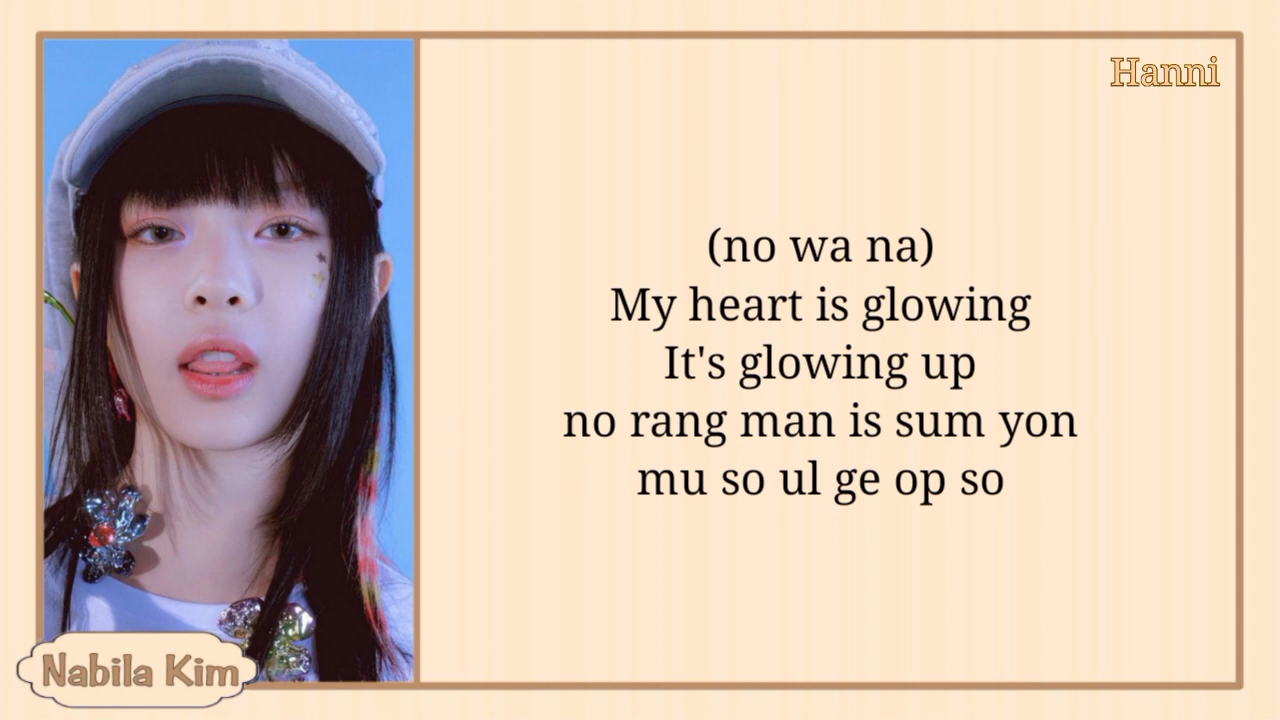 Hanni
(no wa na)
My heart is glowing
It's glowing up
no rang man is sum yon
mu so ul ge op so
Nabila Kim